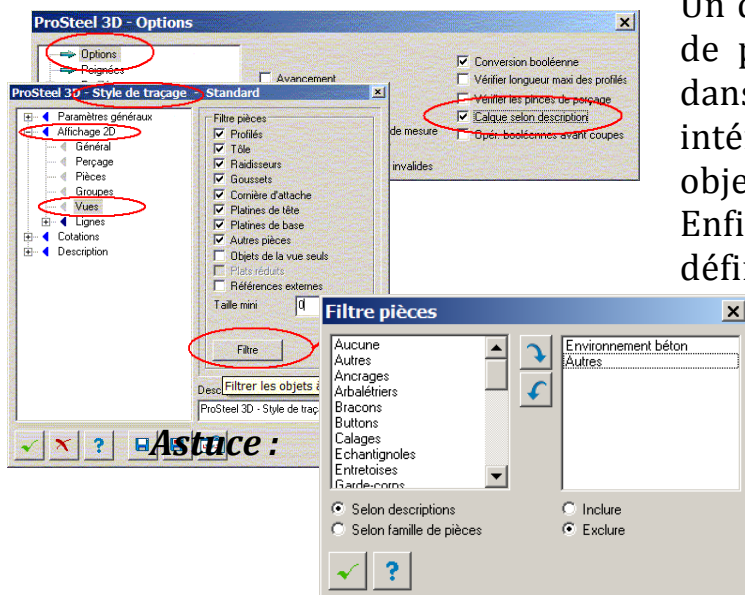 ProSteel 3D - Options
Options
Poignées
Avancement
de mesure
invalides
Conversion booléenne
Vérifier longueur maxi des profilés
Vérifier les pinces de perçage
Calque selon description
Opér. booléennes avant coupes
ProSteel 3D - Style de traçage - Standard
Paramètres généraux
Affichage 2D
Général
Perçage
Pièces
Groupes
Vues
Lignes
Cotations
Description
Filtre pièces
Profilés
Tôle
Raidisseurs
Goussets
Cornière d'attache
Platines de tête
Platines de base
Autres pièces
Objets de la vue seuls
Plats réduits
Références externes
Taille mini 0
Filtre
Desc
Filtrer les objets à
ProSteel 3D - Style de traç
Astuce :
Filtre pièces
Aucune
Autres
Ancrages
Arbalétriers
Bracons
Buttons
Calages
Echantignoles
Entretoises
Garde-corps
Environnement béton
Autres
Selon descriptions
Selon famille de pièces
Inclure
Exclure
Un
de
dans
obje
Enfi
défi